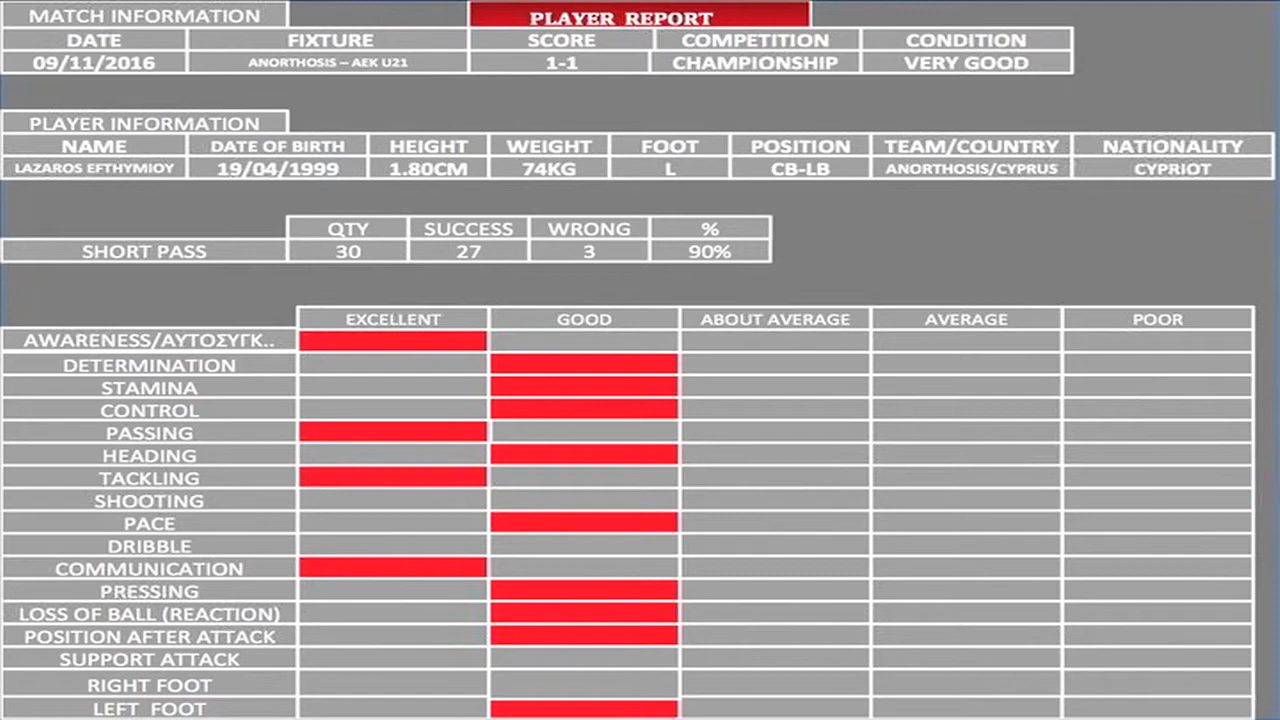 MATCH INFORMATION
PLAYER REPORT
DATE FIXTURE SCORE COMPETITION CONDITION
09/11/2016 ANORTHOSIS – AEK U21 1-1 CHAMPIONSHIP VERY GOOD
PLAYER INFORMATION
NAME DATE OF BIRTH HEIGHT WEIGHT FOOT POSITION TEAM/COUNTRY NATIONALITY
LAZAROS EFTHYMIOY 19/04/1999 1.80CM 74KG L CB-LB ANORTHOSIS/CYPRUS CYPRIOT
QTY SUCCESS WRONG %
SHORT PASS 30 27 3 90%
EXCELLENT GOOD ABOUT AVERAGE AVERAGE POOR
AWARENESS/ΑΥΤΟΣΥΓΚ..
DETERMINATION
STAMINA
CONTROL
PASSING
HEADING
TACKLING
SHOOTING
PACE
DRIBBLE
COMMUNICATION
PRESSING
LOSS OF BALL (REACTION)
POSITION AFTER ATTACK
SUPPORT ATTACK
RIGHT FOOT
LEFT FOOT